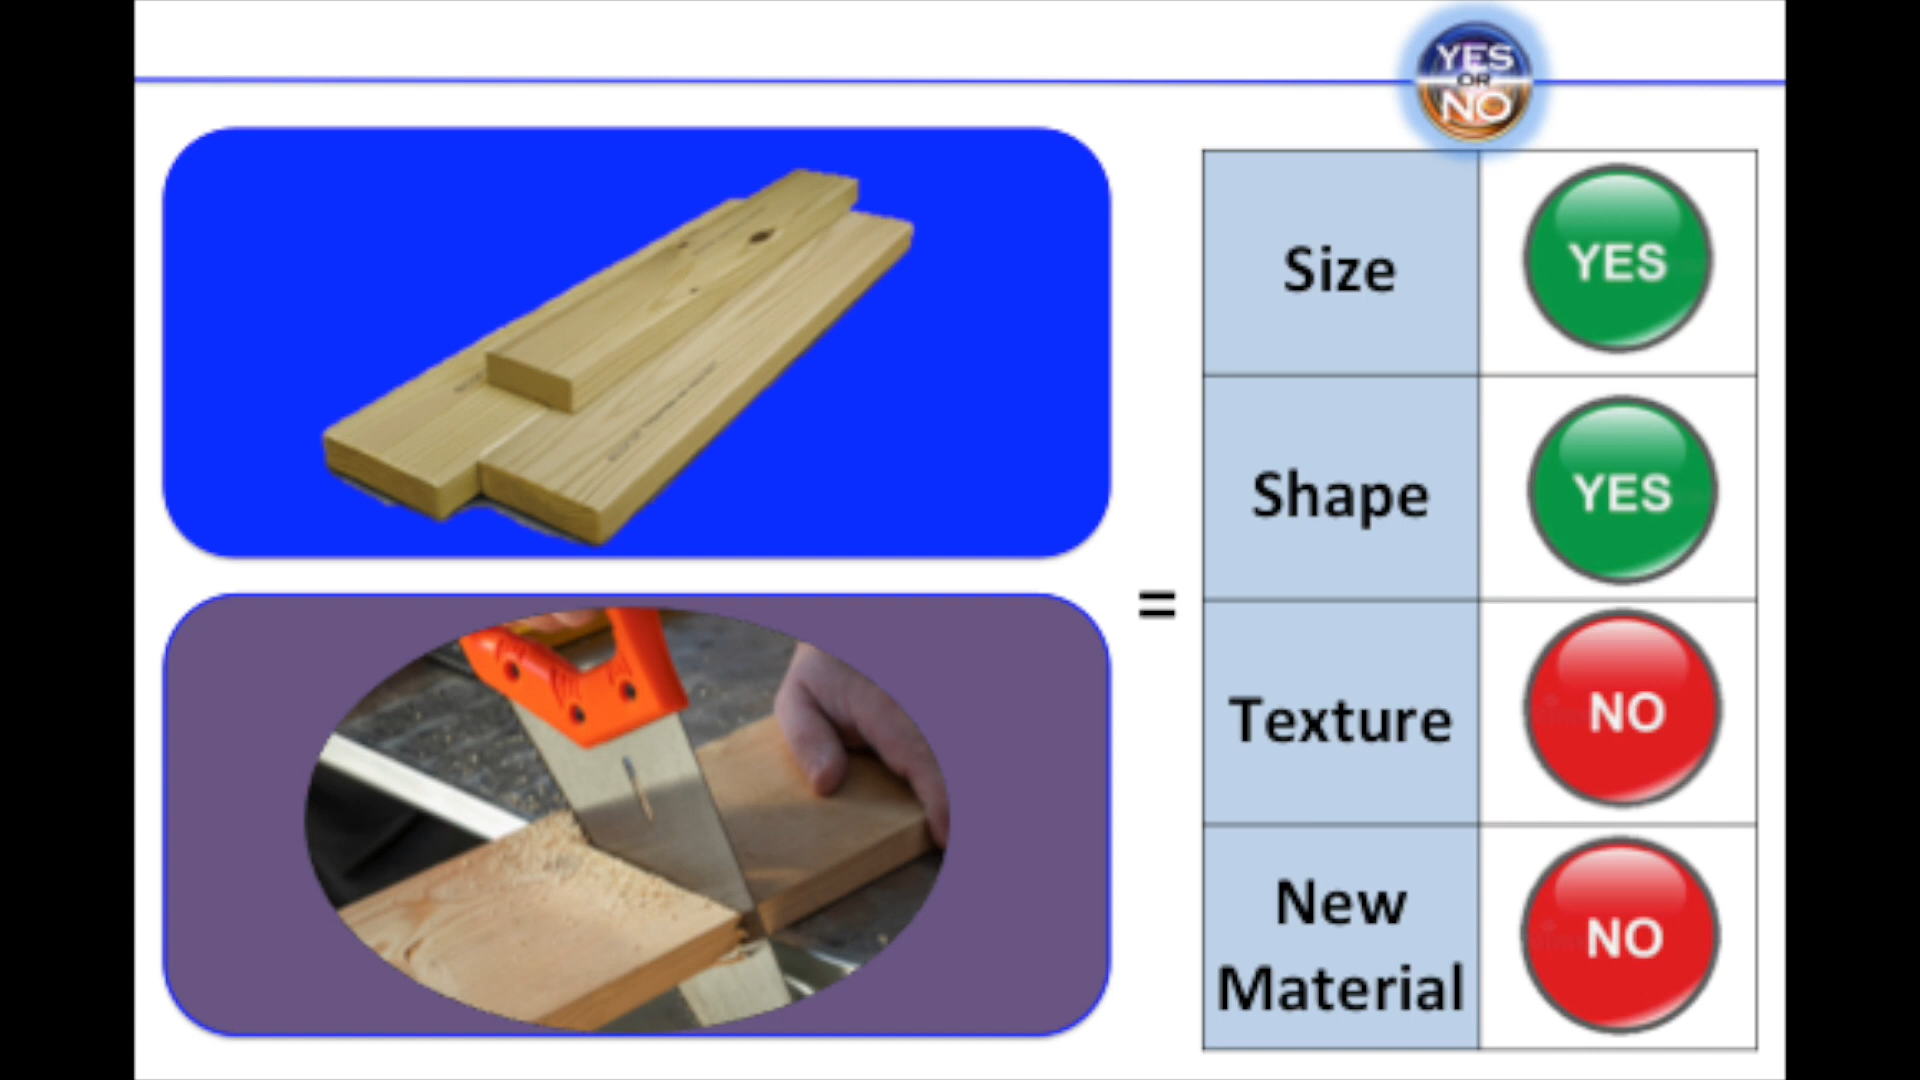 YES
OR
NO
Size
YES
Shape
YES
Texture
NO
New
Material
NO